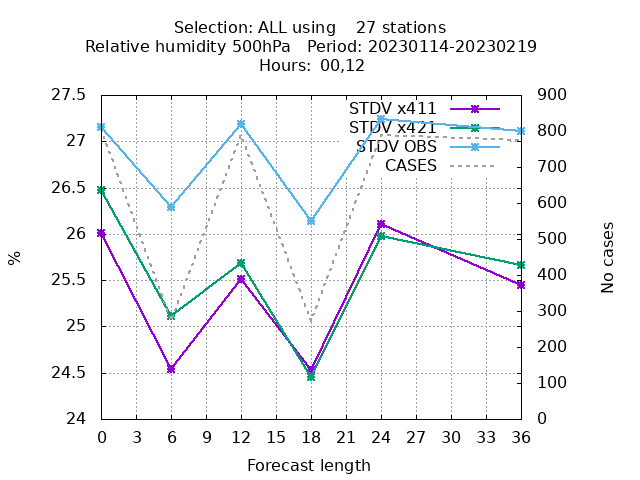 Selection: ALL using 27 stations
Relative humidity 500hPa Period: 20230114-20230219
Hours: 00,12
27.5
27
26.5
26
25.5
25
24.5
24
%
STDV x411
STDV x421
STDV OBS
CASES
900
800
700
600
500
400
300
200
100
0
No cases
0 3 6 9 12 15 18 21 24 27 30 33 36
Forecast length